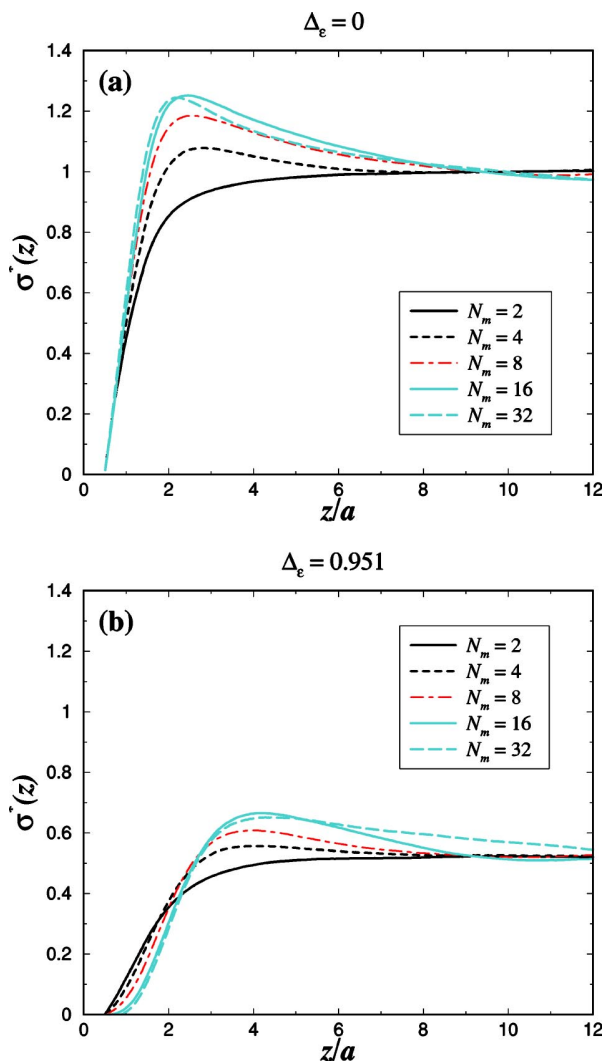 Δε = 0
(a)
1.4
1.2
1
0.8
0.6
0.4
0.2
0
σ*(z)
Nm = 2
Nm = 4
Nm = 8
Nm = 16
Nm = 32
0 2 4 6 8 10 12
z/a
Δε = 0.951
(b)
1.4
1.2
1
0.8
0.6
0.4
0.2
0
σ*(z)
Nm = 2
Nm = 4
Nm = 8
Nm = 16
Nm = 32
0 2 4 6 8 10 12
z/a